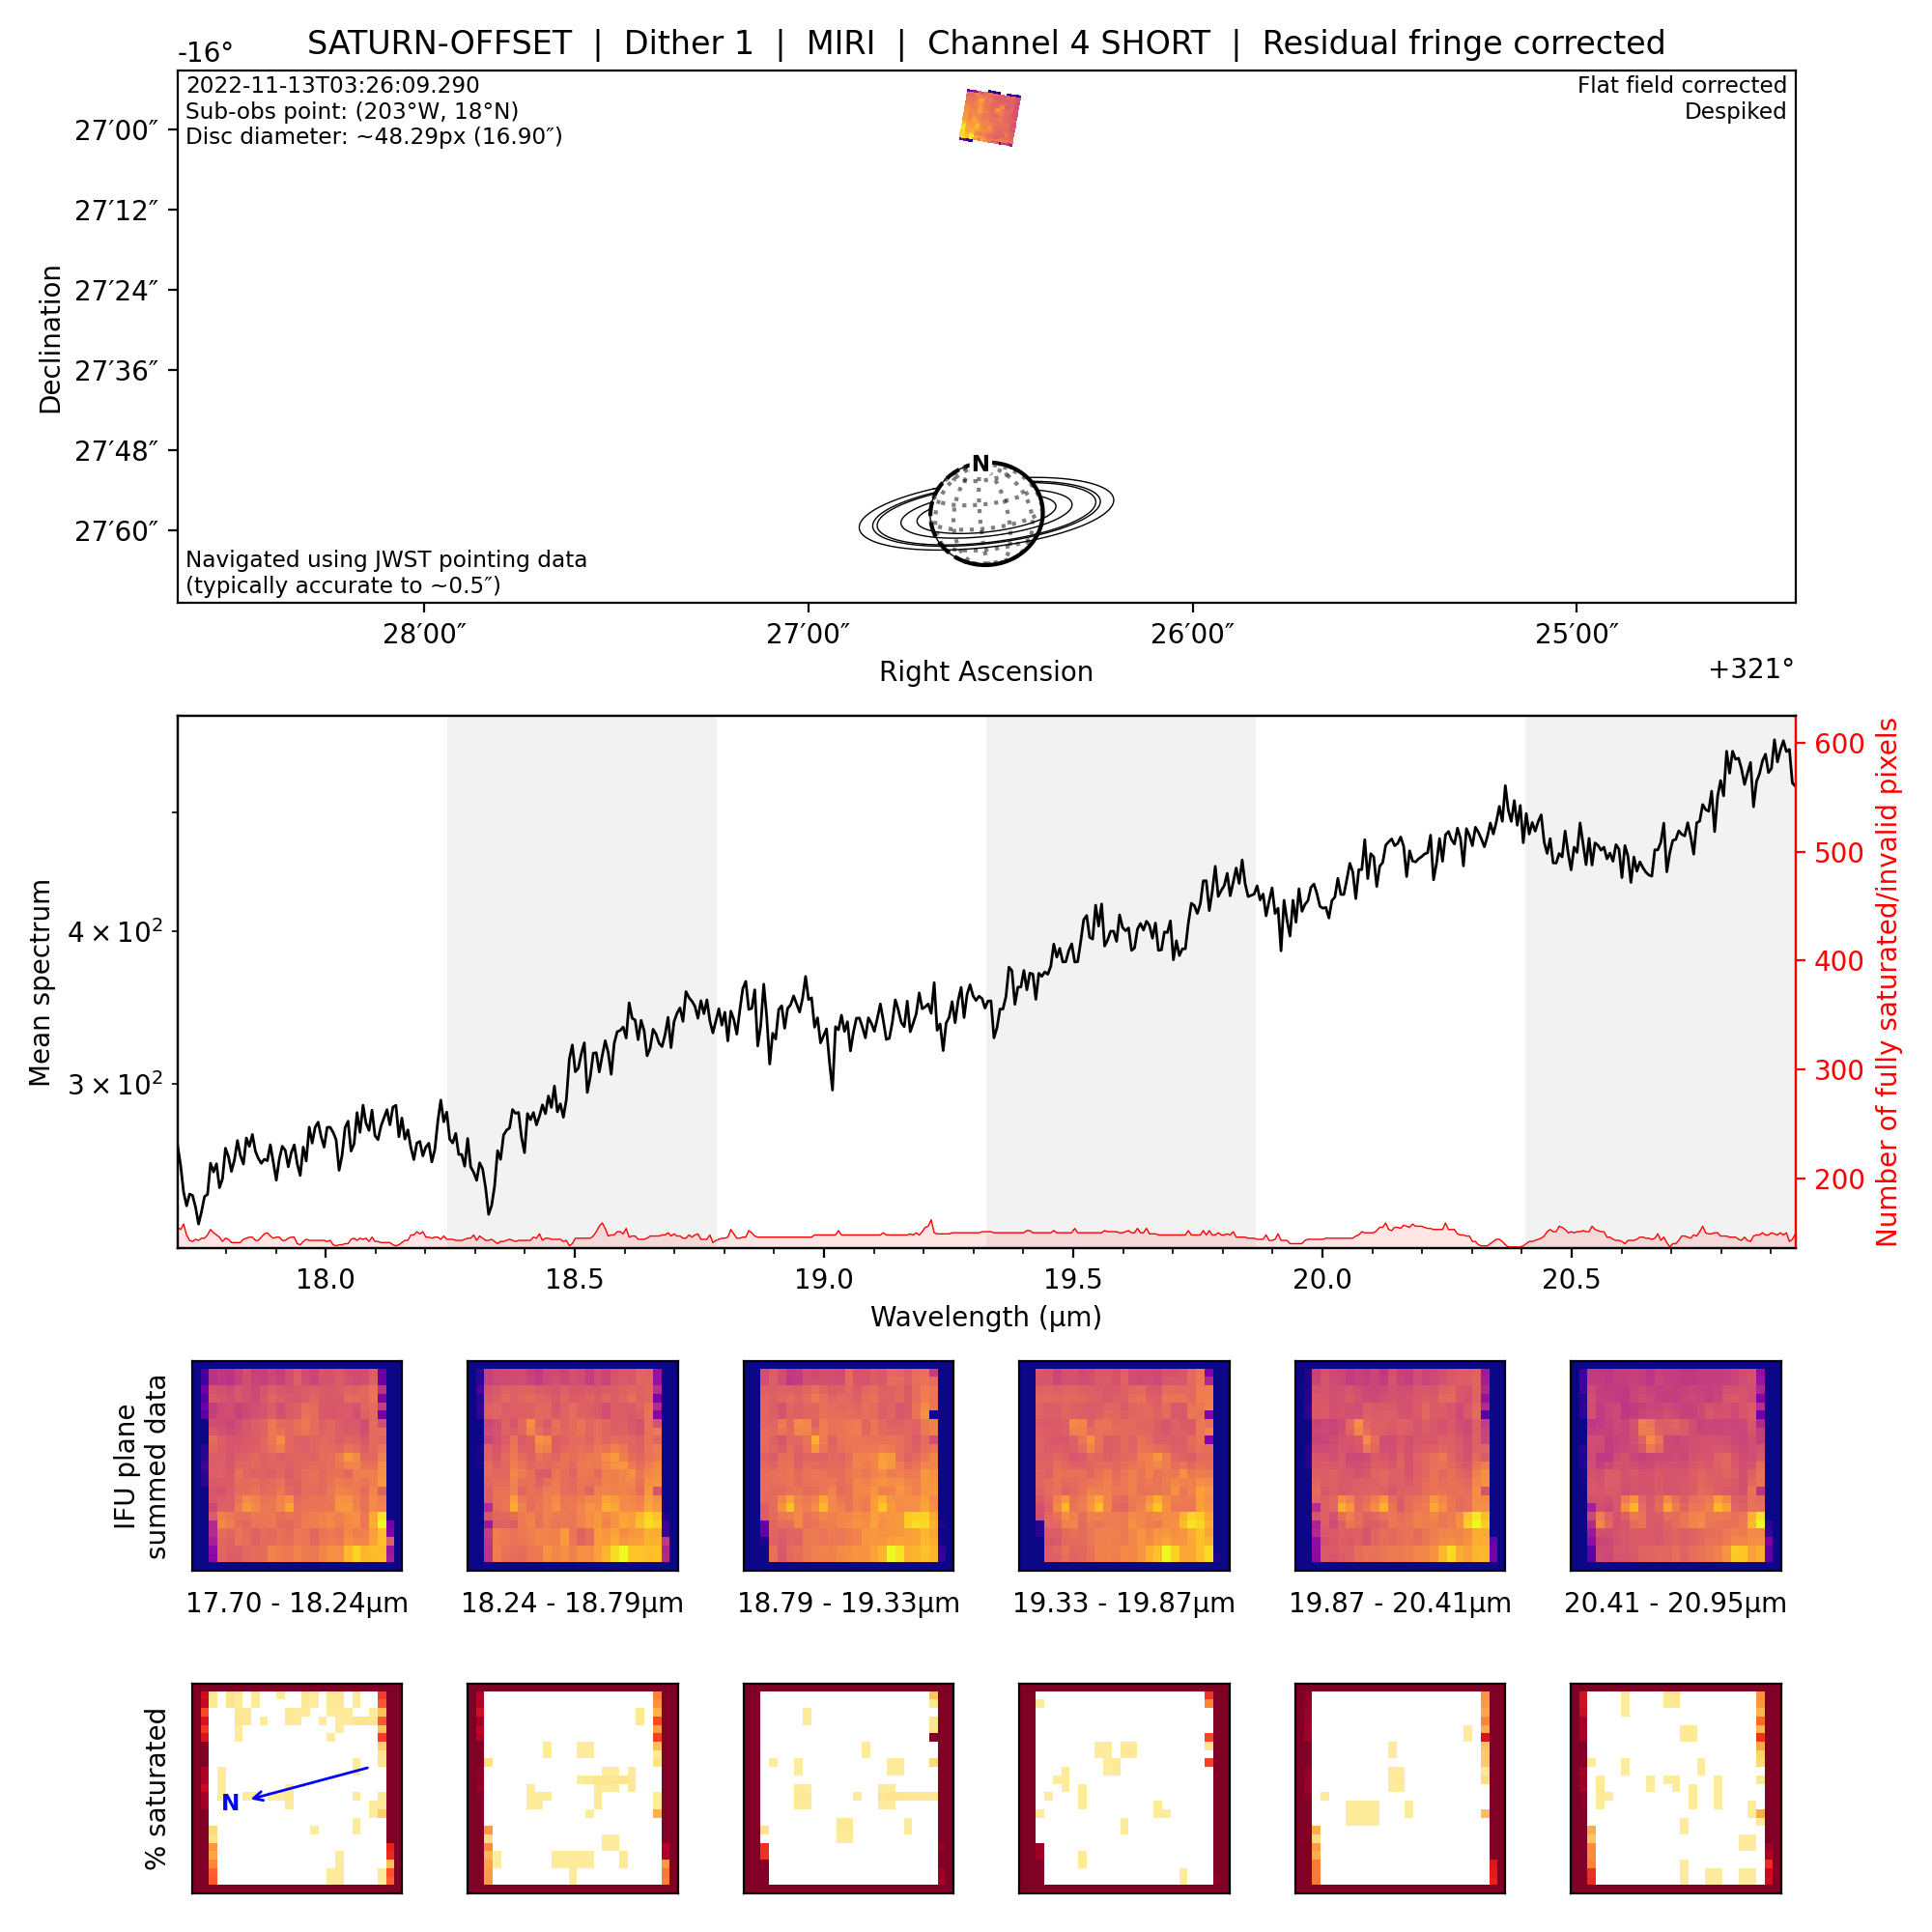 SATURN-OFFSET | Dither 1 | MIRI | Channel 4 SHORT | Residual fringe corrected
-16°
2022-11-13T03:26:09.290
Sub-obs point: (203°W, 18°N)
Disc diameter: ~48.29px (16.90″)
Flat field corrected
Despiked
27′00″
27′12″
27′24″
27′36″
27′48″
27′60″
Declination
N
Navigated using JWST pointing data
(typically accurate to ~0.5″)
28′00″ 27′00″ 26′00″ 25′00″
Right Ascension
+321°
Mean spectrum
4 × 10²
3 × 10²
600
500
400
300
200
Number of fully saturated/invalid pixels
18.0 18.5 19.0 19.5 20.0 20.5
Wavelength (µm)
IFU plane
summed data
17.70 - 18.24µm 18.24 - 18.79µm 18.79 - 19.33µm 19.33 - 19.87µm 19.87 - 20.41µm 20.41 - 20.95µm
% saturated
N